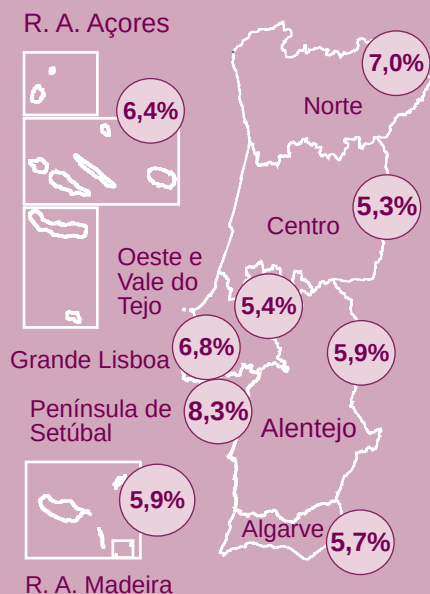 R. A. Açores
6,4%
7,0%
Norte
5,3%
Centro
Oeste e
Vale do
Tejo
5,4%
Grande Lisboa
6,8%
5,9%
Península de
Setúbal
8,3%
Alentejo
5,9%
R. A. Madeira
Algarve
5,7%